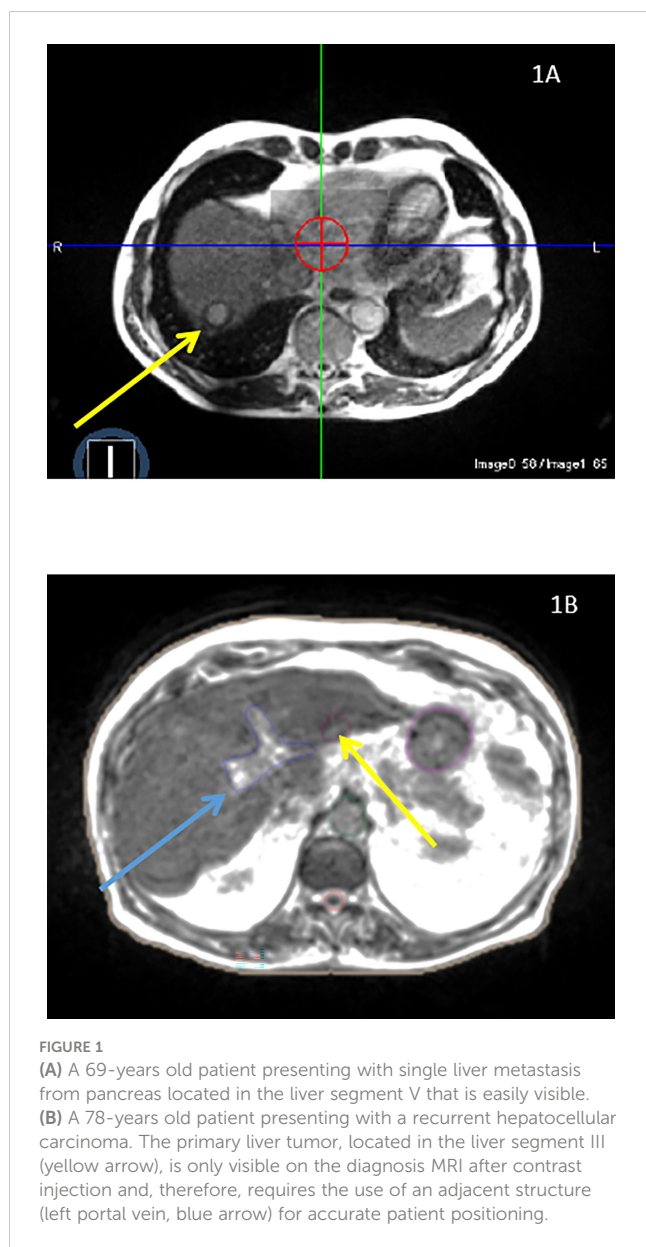 1A
R
L
I
Image0 58 / Image1 65
1B
FIGURE 1
(A) A 69-years old patient presenting with single liver metastasis
from pancreas located in the liver segment V that is easily visible.
(B) A 78-years old patient presenting with a recurrent hepatocellular
carcinoma. The primary liver tumor, located in the liver segment III
(yellow arrow), is only visible on the diagnosis MRI after contrast
injection and, therefore, requires the use of an adjacent structure
(left portal vein, blue arrow) for accurate patient positioning.